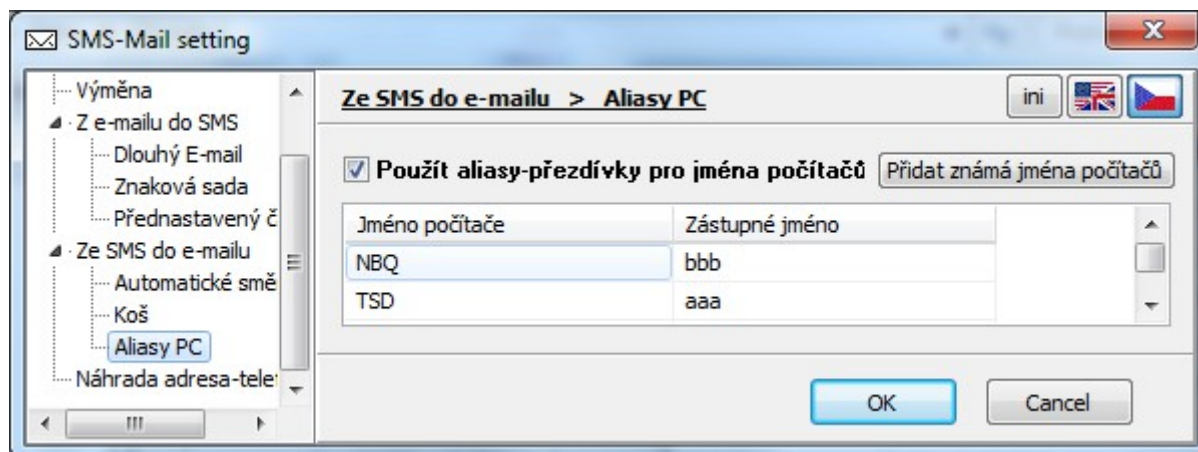 SMS-Mail setting
Výměna
Z e-mailu do SMS
Dlouhý E-mail
Znaková sada
Přednastavený č
Ze SMS do e-mailu
Automatické smě
Koš
Aliasy PC
Náhrada adresa-tele
Ze SMS do e-mailu > Aliasy PC
ini
Použít aliasy-přezdívky pro jména počítačů
Přidat známá jména počítačů
Jméno počítače Zástupné jméno
NBQ bbb
TSD aaa
OK Cancel